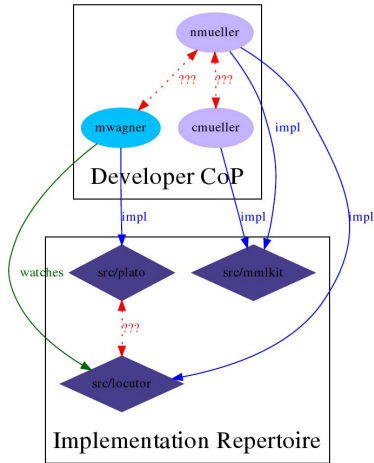 nmueller
???
???
mwagner
cmueller
impl
Developer CoP
impl
impl
impl
watches
src/plato
src/mmlkit
???
src/locutor
Implementation Repertoire